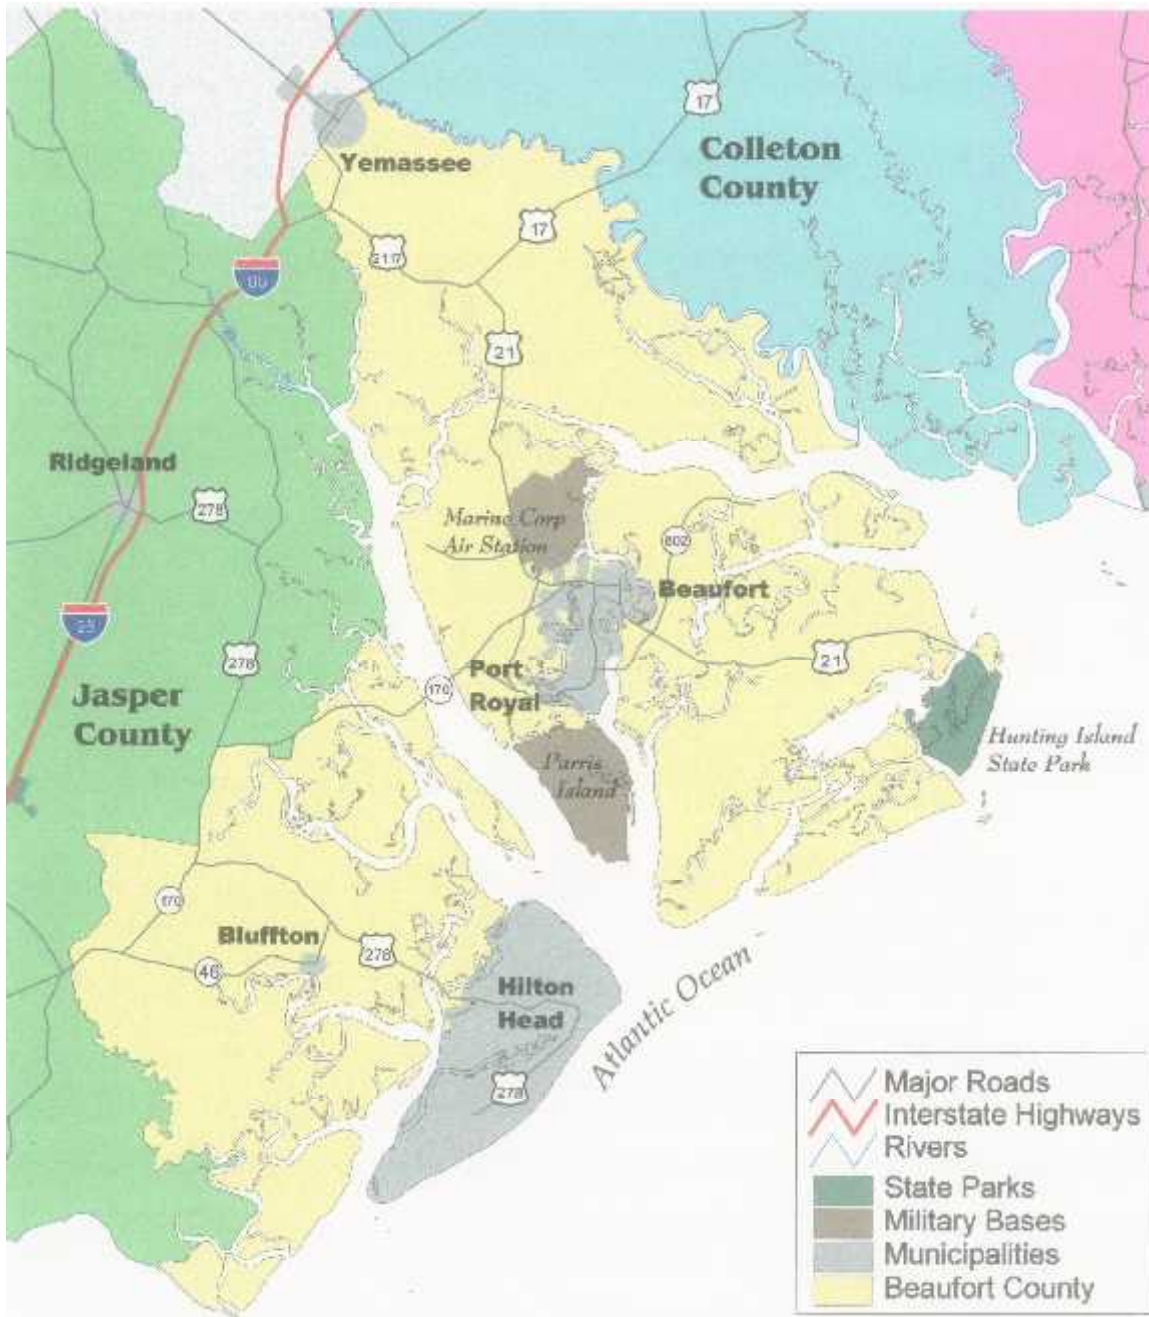 17
Colleton
County
Yemassee
17
21
Ridgeland
278
Marine Corp
Air Station
802
Beaufort
278
Port
Royal
170
21
Jasper
County
Parris
Island
Hunting Island
State Park
170
Bluffton
278
46
Hilton
Head
278
Atlantic Ocean
Major Roads
Interstate Highways
Rivers
State Parks
Military Bases
Municipalities
Beaufort County